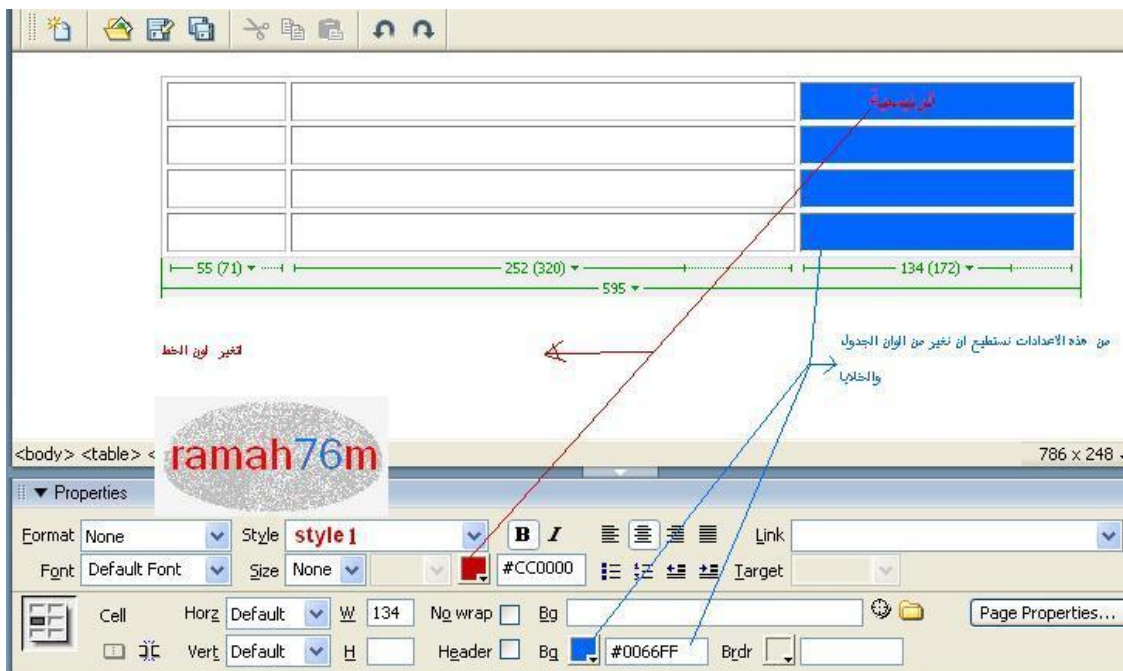 الرئيسية
55 (71)
252 (320)
134 (172)
595
لتغير لون الخط
من هذه الاعدادات نستطيع ان نغير من الوان الجدول
والخلايا
ramah76m
<body> <table> <
786 x 248
Properties
Format None Style style1 B I Link
Font Default Font Size None #CC0000 Target
Cell Horz Default W 134 No wrap Bg Page Properties...
Vert Default H Header Bg #0066FF Brdr